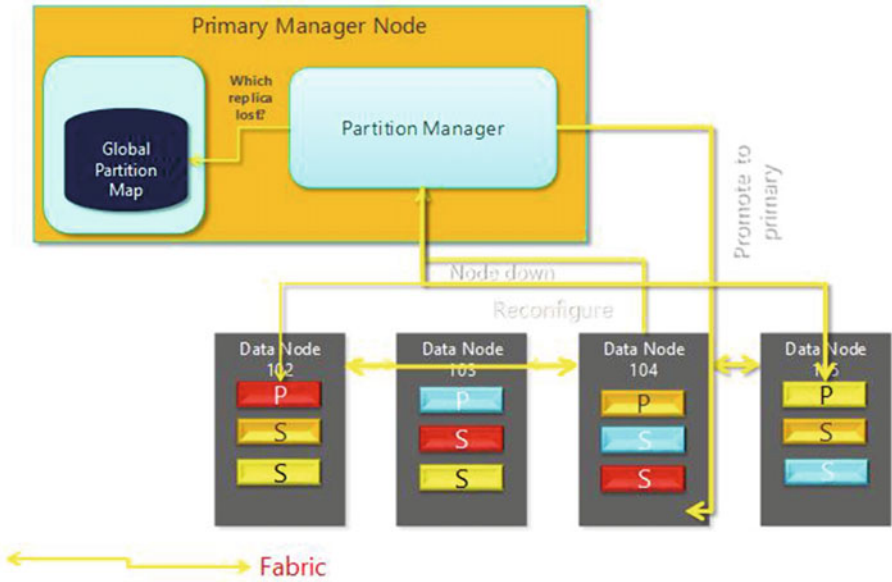 Primary Manager Node
Which
replica
lost?
Partition Manager
Global
Partition
Map
Promote to
primary
Node down
Reconfigure
Data Node
102
P
S
S
Data Node
103
P
S
S
Data Node
104
P
S
S
Data Node
P
S
S
Fabric